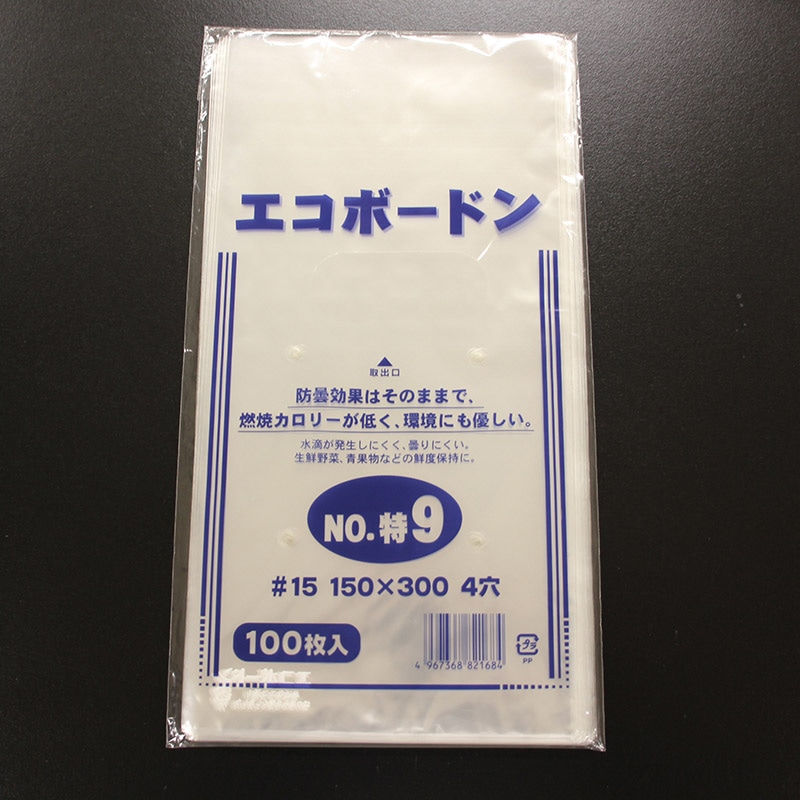 エコボードン
取出口
防曇効果はそのままで、
燃焼カロリーが低く、環境にも優しい。
水滴が発生しにくく、曇りにくい。
生鮮野菜、青果物などの鮮度保持に。
NO.特9
#15 150×300 4穴
100枚入
4 967368 821684
プラ
PP